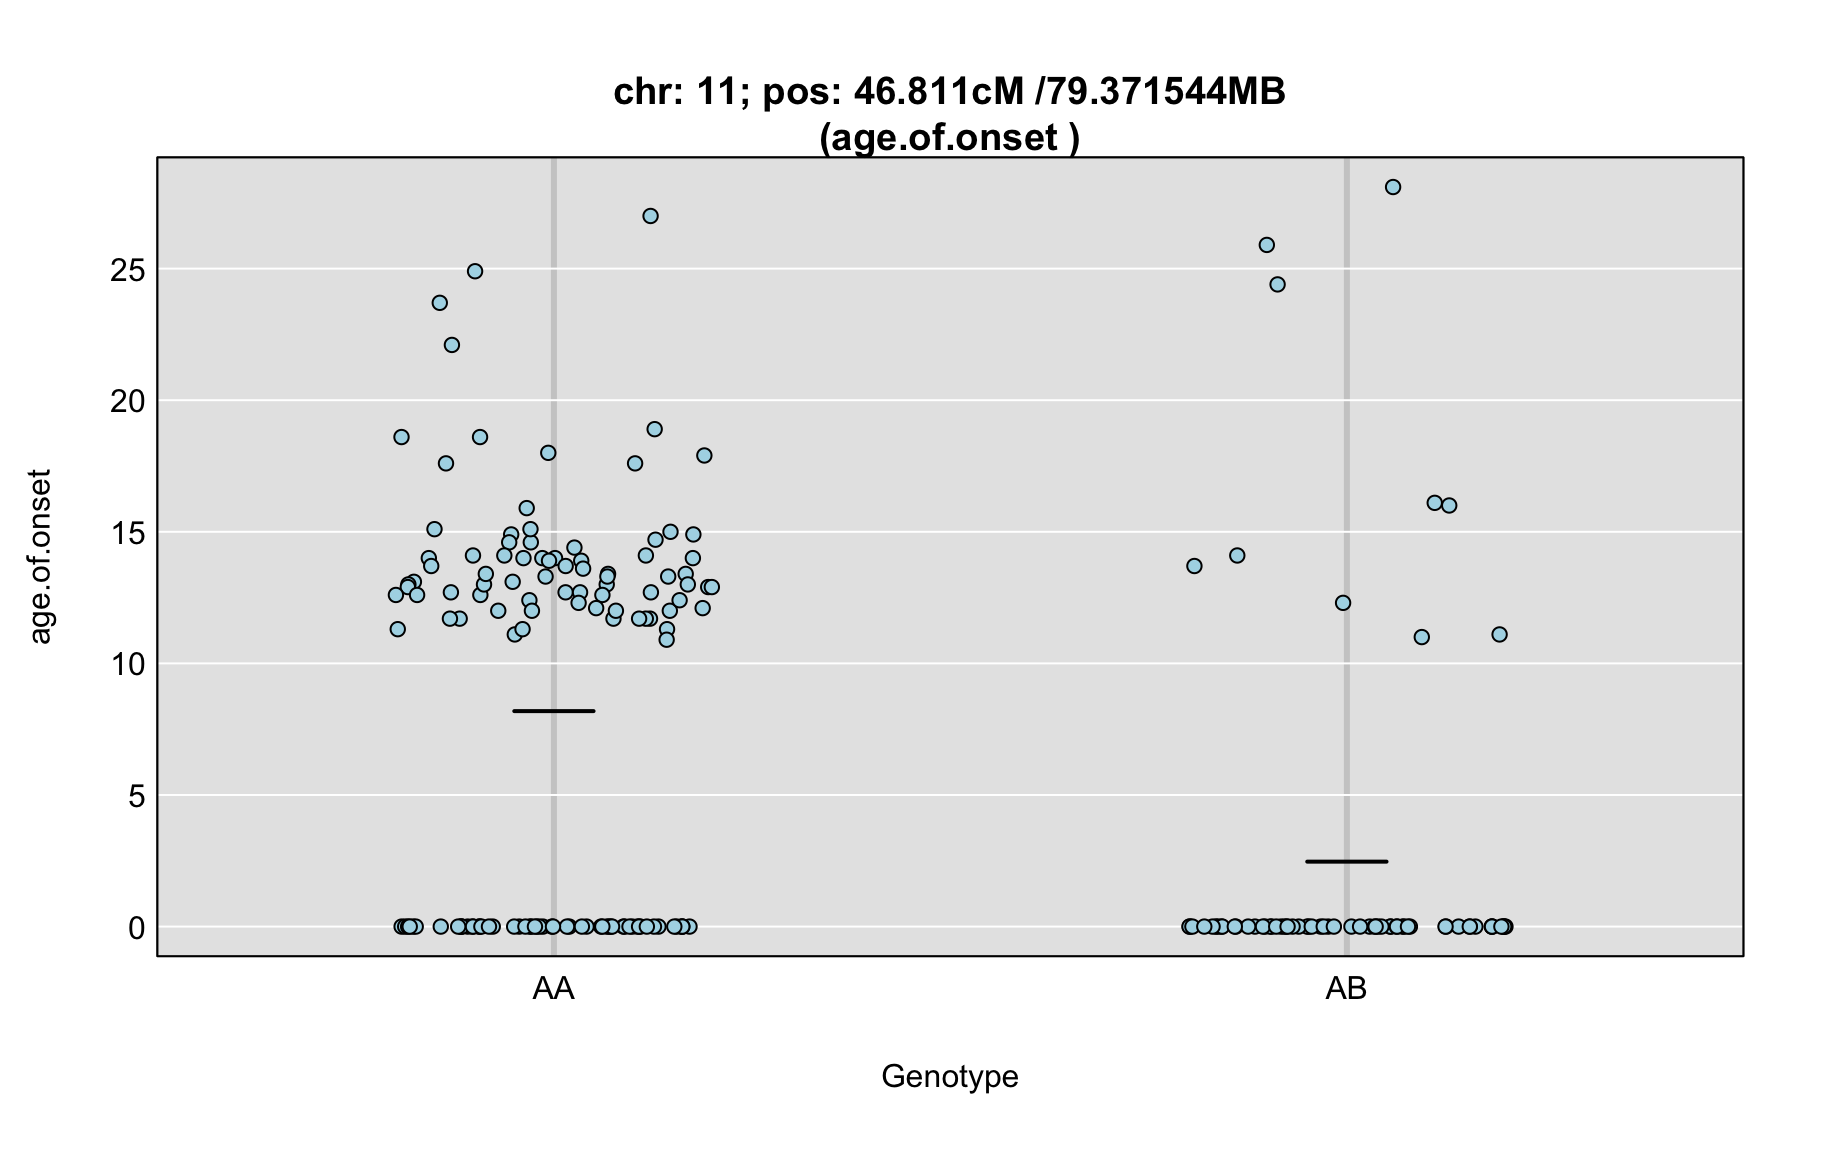 chr: 11; pos: 46.811cM /79.371544MB
(age.of.onset )
age.of.onset
25
20
15
10
5
0
AA AB
Genotype